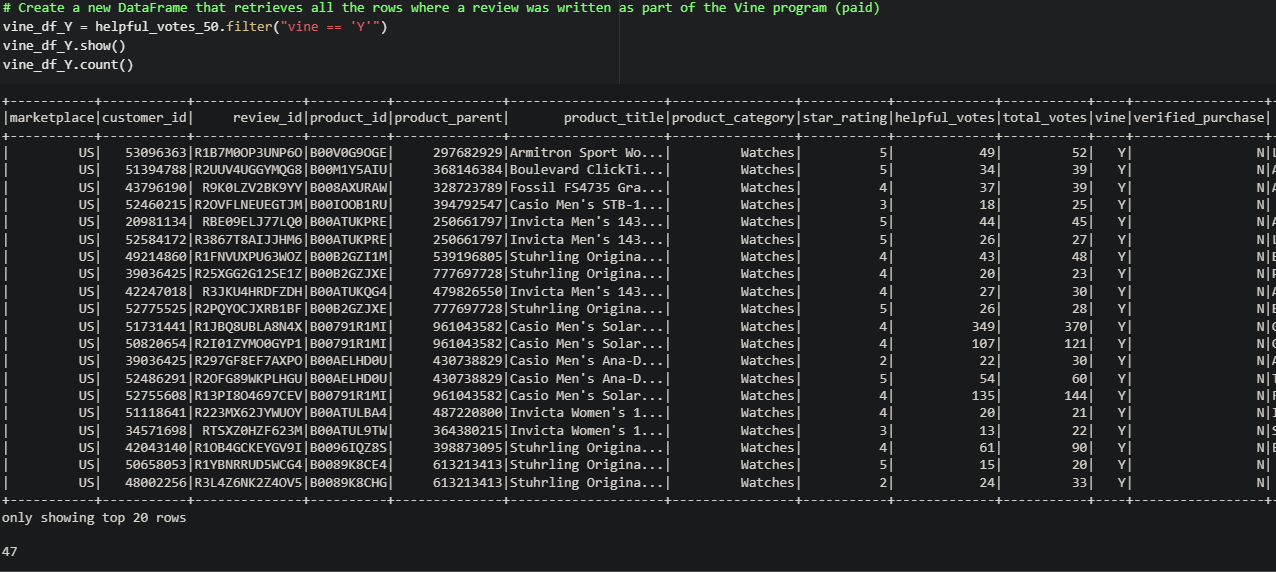 # Create a new DataFrame that retrieves all the rows where a review was written as part of the Vine program (paid)
vine_df_Y = helpful_votes_50.filter("vine == 'Y'")
vine_df_Y.show()
vine_df_Y.count()
+-----------+-----------+--------------+----------+--------------+--------------------+----------------+-----------+-------------+-----------+----+-----------------+
|marketplace|customer_id|     review_id|product_id|product_parent|       product_title|product_category|star_rating|helpful_votes|total_votes|vine|verified_purchase|
+-----------+-----------+--------------+----------+--------------+--------------------+----------------+-----------+-------------+-----------+----+-----------------+
|         US|   53096363|R1B7M0OP3UNP6O|B00V0G9OGE|     297682929|Armitron Sport Wo...|         Watches|          5|           49|         52|   Y|                N|
|         US|   51394788|R2UUV4UGGYMQG8|B00M1Y5AIU|     368146384|Boulevard ClickTi...|         Watches|          5|           34|         39|   Y|                N|
|         US|   43796190| R9K0LZV2BK9YY|B008AXURAW|     328723789|Fossil FS4735 Gra...|         Watches|          4|           37|         39|   Y|                N|
|         US|   52460215|R2OVFLNEUEGTJM|B00IOOB1RU|     394792547|Casio Men's STB-1...|         Watches|          3|           18|         25|   Y|                N|
|         US|   20981134| RBE09ELJ77LQ0|B00ATUKPRE|     250661797|Invicta Men's 143...|         Watches|          5|           44|         45|   Y|                N|
|         US|   52584172|R3867T8AIJJHM6|B00ATUKPRE|     250661797|Invicta Men's 143...|         Watches|          5|           26|         27|   Y|                N|
|         US|   49214860|R1FNVUXPU63WOZ|B00B2GZI1M|     539196805|Stuhrling Origina...|         Watches|          4|           43|         48|   Y|                N|
|         US|   39036425|R25XGG2G12SE1Z|B00B2GZJXE|     777697728|Stuhrling Origina...|         Watches|          4|           20|         23|   Y|                N|
|         US|   42247018| R3JKU4HRDFZDH|B00ATUKQG4|     479826550|Invicta Men's 143...|         Watches|          4|           27|         30|   Y|                N|
|         US|   52775525|R2PQYOCJXRB1BF|B00B2GZJXE|     777697728|Stuhrling Origina...|         Watches|          5|           26|         28|   Y|                N|
|         US|   51731441|R1JBQ8UBLA8N4X|B00791R1MI|     961043582|Casio Men's Solar...|         Watches|          4|          349|        370|   Y|                N|
|         US|   50820654|R2I01ZYMO0GYP1|B00791R1MI|     961043582|Casio Men's Solar...|         Watches|          4|          107|        121|   Y|                N|
|         US|   39036425|R297GF8EF7AXPO|B00AELHD0U|     430738829|Casio Men's Ana-D...|         Watches|          2|           22|         30|   Y|                N|
|         US|   52486291|R2OFG89WKPLHGU|B00AELHD0U|     430738829|Casio Men's Ana-D...|         Watches|          5|           54|         60|   Y|                N|
|         US|   52755608|R13PI8O4697CEV|B00791R1MI|     961043582|Casio Men's Solar...|         Watches|          4|          135|        144|   Y|                N|
|         US|   51118641|R223MX62JYWUOY|B00ATULBA4|     487220800|Invicta Women's 1...|         Watches|          4|           20|         21|   Y|                N|
|         US|   34571698| RTSXZ0HZF623M|B00ATUL9TW|     364380215|Invicta Women's 1...|         Watches|          3|           13|         22|   Y|                N|
|         US|   42043140|R1OB4GCKEYGV9I|B0096IQZ8S|     398873095|Stuhrling Origina...|         Watches|          4|           61|         90|   Y|                N|
|         US|   50658053|R1YBNRRUD5WCG4|B0089K8CE4|     613213413|Stuhrling Origina...|         Watches|          5|           15|         20|   Y|                N|
|         US|   48002256|R3L4Z6NK2Z4OV5|B0089K8CHG|     613213413|Stuhrling Origina...|         Watches|          2|           24|         33|   Y|                N|
+-----------+-----------+--------------+----------+--------------+--------------------+----------------+-----------+-------------+-----------+----+-----------------+
only showing top 20 rows
47